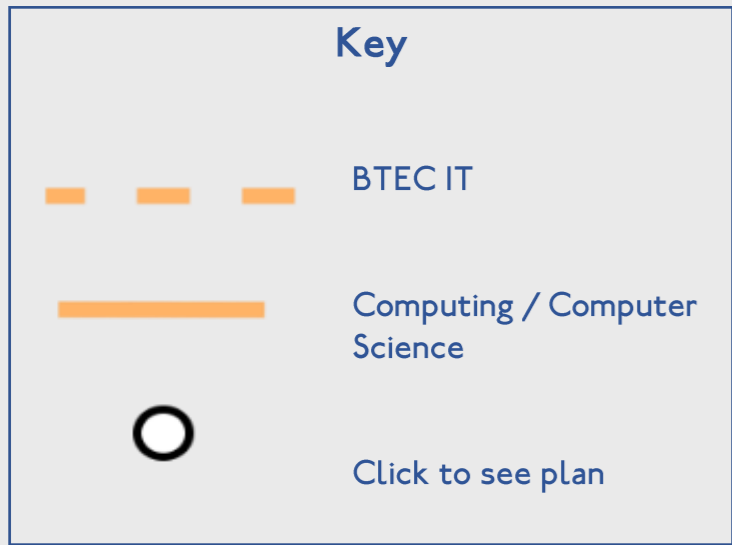 Key
BTEC IT
Computing / Computer
Science
Click to see plan